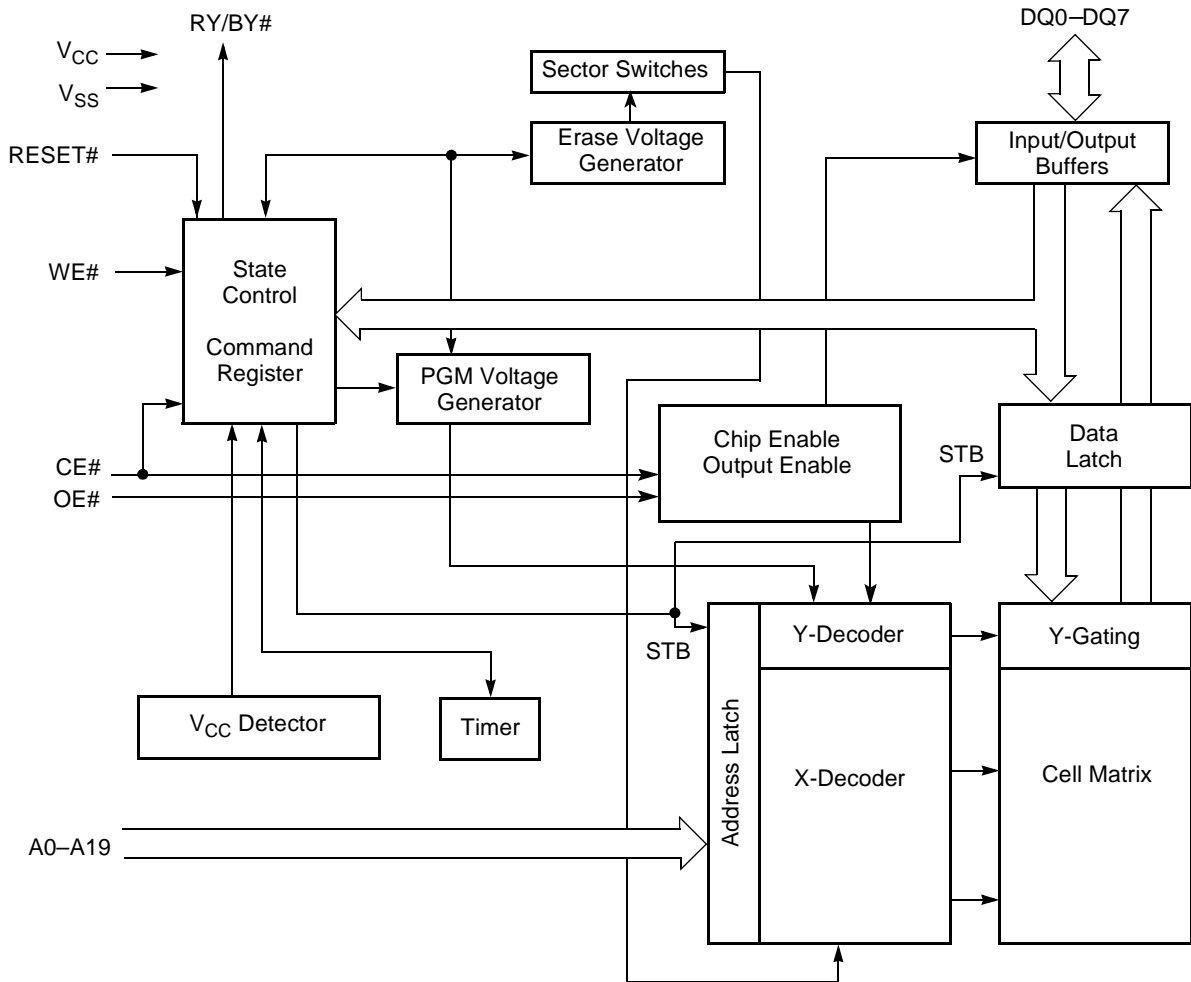 RY/BY#
DQ0–DQ7
VCC
VSS
Sector Switches
Erase Voltage
Generator
Input/Output
Buffers
RESET#
WE#
State
Control
Command
Register
PGM Voltage
Generator
Chip Enable
Output Enable
Data
Latch
STB
CE#
OE#
STB
Y-Decoder
Y-Gating
VCC Detector
Timer
Address Latch
X-Decoder
Cell Matrix
A0–A19